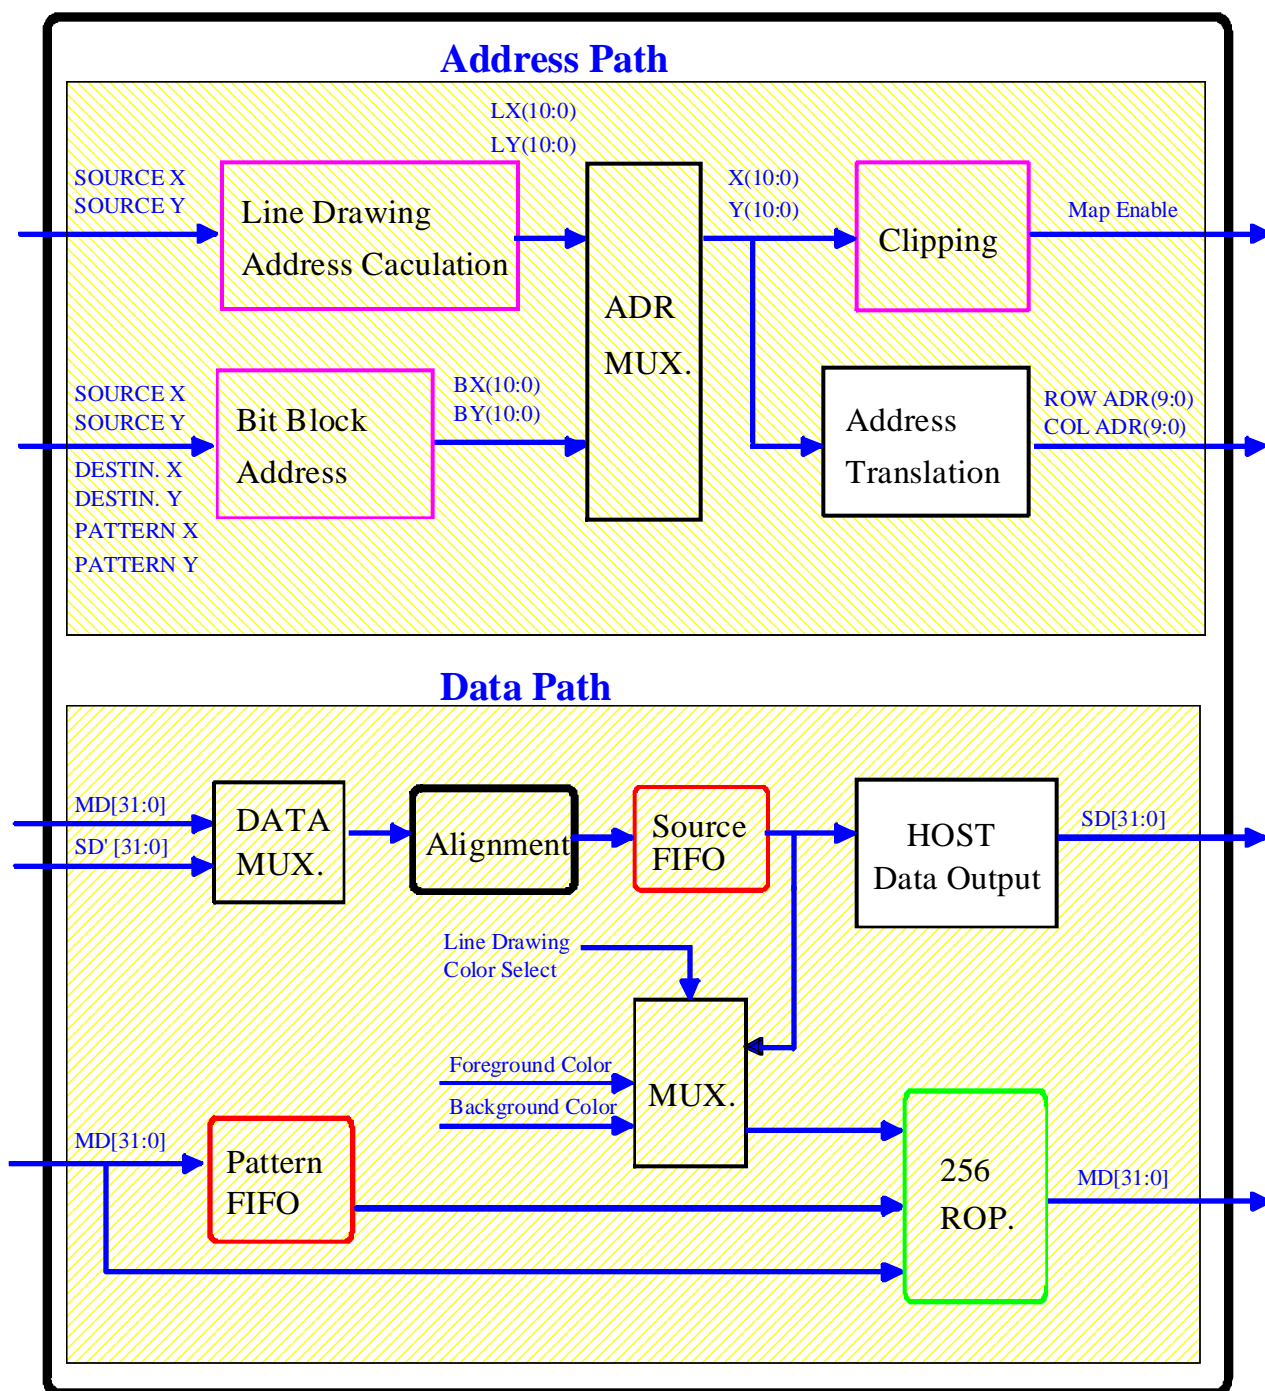 Address Path
LX(10:0)
LY(10:0)
SOURCE X
SOURCE Y
Line Drawing
Address Caculation
ADR
MUX.
X(10:0)
Y(10:0)
Clipping
Map Enable
SOURCE X
SOURCE Y
DESTIN. X
DESTIN. Y
PATTERN X
PATTERN Y
Bit Block
Address
BX(10:0)
BY(10:0)
Address
Translation
ROW ADR(9:0)
COL ADR(9:0)
Data Path
MD[31:0]
SD' [31:0]
DATA
MUX.
Alignment
Source
FIFO
HOST
Data Output
SD[31:0]
Line Drawing
Color Select
Foreground Color
Background Color
MUX.
MD[31:0]
Pattern
FIFO
256
ROP.
MD[31:0]